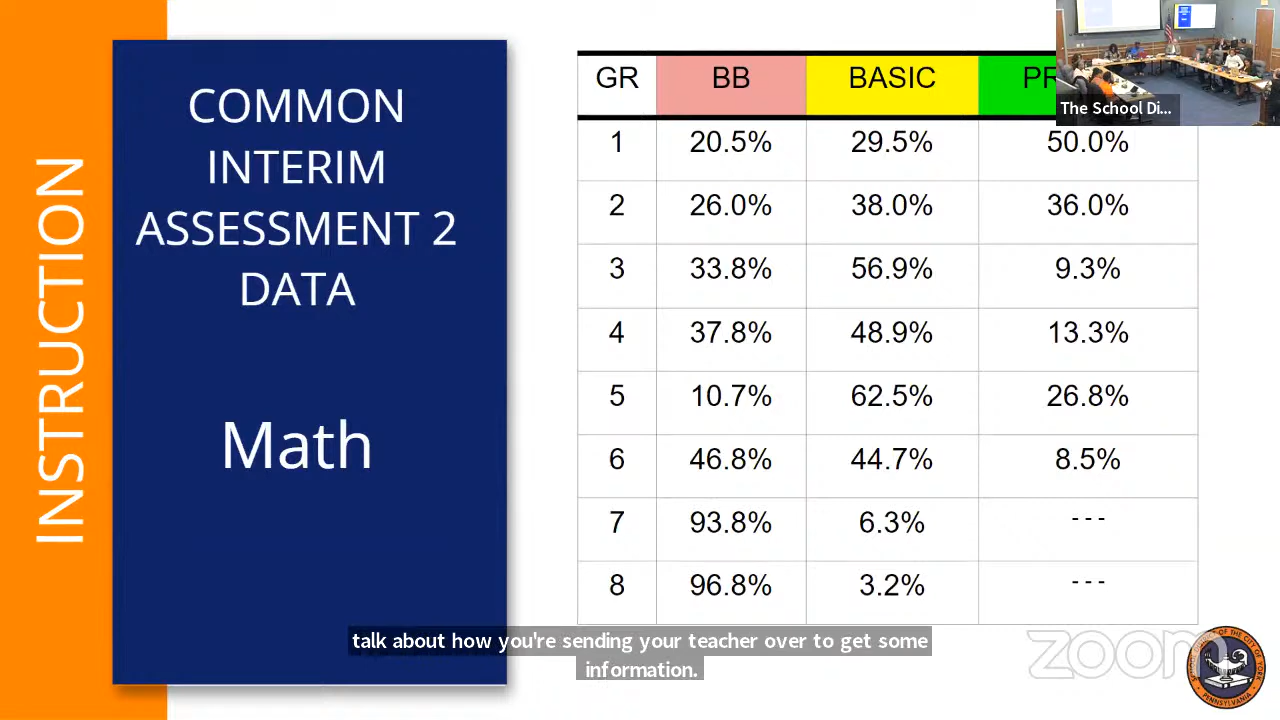 INSTRUCTION
COMMON
INTERIM
ASSESSMENT 2
DATA
Math
GR BB BASIC PR
1 20.5% 29.5% 50.0%
2 26.0% 38.0% 36.0%
3 33.8% 56.9% 9.3%
4 37.8% 48.9% 13.3%
5 10.7% 62.5% 26.8%
6 46.8% 44.7% 8.5%
7 93.8% 6.3% ---
8 96.8% 3.2% ---
The School Di...
talk about how you're sending your teacher over to get some
information.
zoom